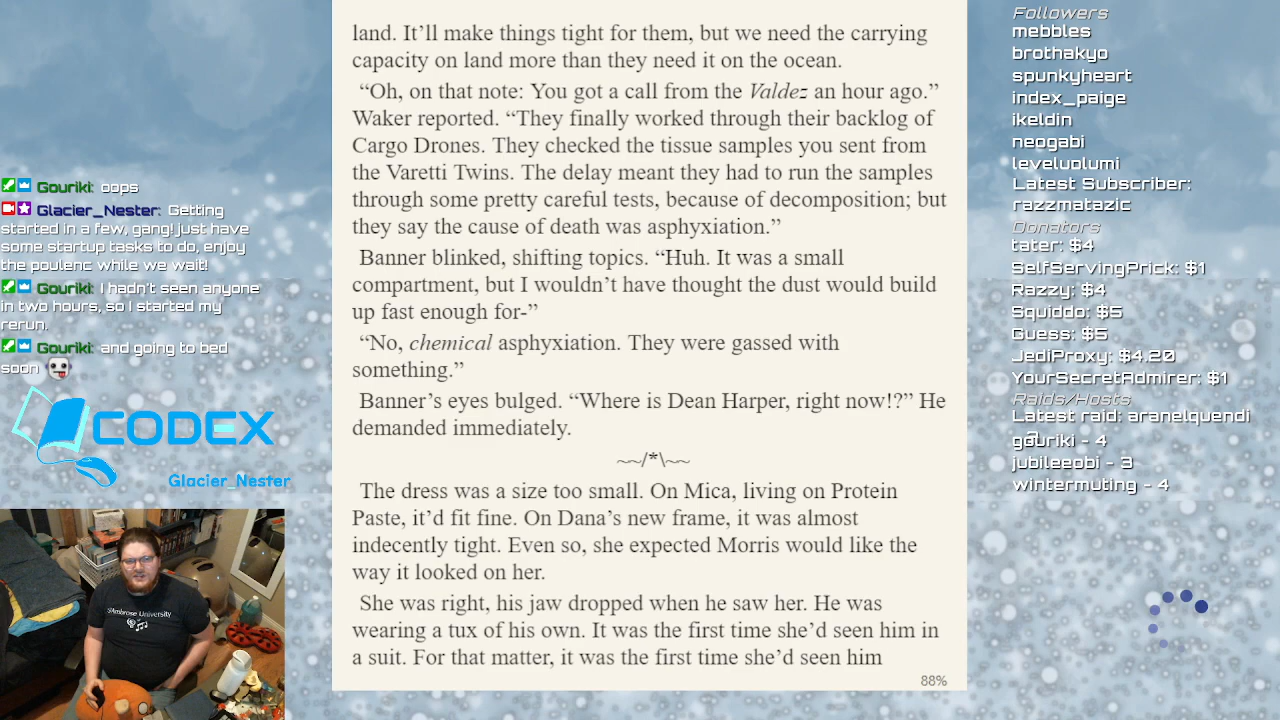 Gouriki: oops
Glacier_Nester: Getting
started in a few, gang! just have
some startup tasks to do, enjoy
the poulenc while we wait!
Gouriki: I hadn't seen anyone
in two hours, so I started my
rerun.
Gouriki: and going to bed
soon
CODEX
Glacier_Nester
St. Ambrose University
land. It’ll make things tight for them, but we need the carrying
capacity on land more than they need it on the ocean.
“Oh, on that note: You got a call from the Valdez an hour ago.”
Waker reported. “They finally worked through their backlog of
Cargo Drones. They checked the tissue samples you sent from
the Varetti Twins. The delay meant they had to run the samples
through some pretty careful tests, because of decomposition; but
they say the cause of death was asphyxiation.”
Banner blinked, shifting topics. “Huh. It was a small
compartment, but I wouldn’t have thought the dust would build
up fast enough for-”
“No, chemical asphyxiation. They were gassed with
something.”
Banner’s eyes bulged. “Where is Dean Harper, right now!?” He
demanded immediately.
~~/*\~~
The dress was a size too small. On Mica, living on Protein
Paste, it’d fit fine. On Dana’s new frame, it was almost
indecently tight. Even so, she expected Morris would like the
way it looked on her.
She was right, his jaw dropped when he saw her. He was
wearing a tux of his own. It was the first time she’d seen him in
a suit. For that matter, it was the first time she’d seen him
88%
Followers
mebbles
brothakyo
spunkyheart
index_paige
ikeldin
neogabi
leveluolumi
Latest Subscriber:
razzmatazic
Donators
tater: $4
SelfServingPrick: $1
Razzy: $4
Squiddo: $5
Guess: $5
JediProxy: $4.20
YourSecretAdmirer: $1
Raids/Hosts
Latest raid: aranelquendi
gouriki - 4
jubileeobi - 3
wintermuting - 4